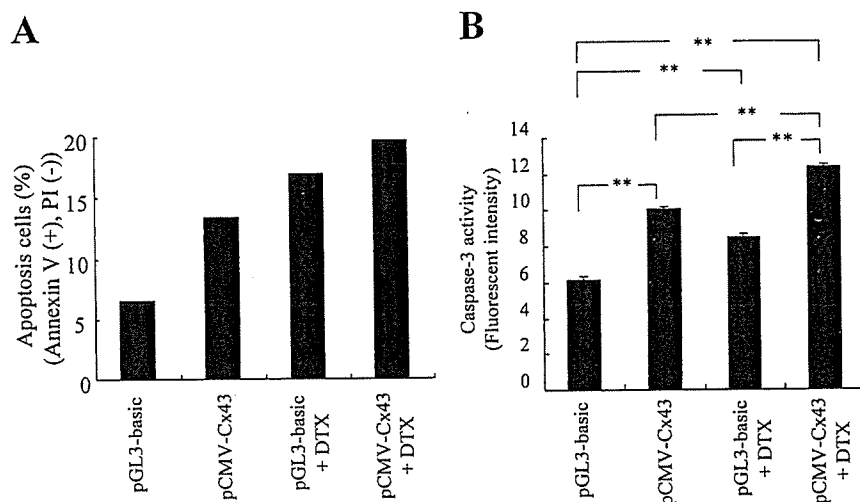 A
Apoptosis cells (%)
(Annexin V (+), PI (-))
20
15
10
5
0
pGL3-basic
pCMV-Cx43
pGL3-basic
+ DTX
pCMV-Cx43
+ DTX
B
**
**
**
**
**
Caspase-3 activity
(Fluorescent intensity)
14
12
10
8
6
4
2
0
pGL3-basic
pCMV-Cx43
pGL3-basic
+ DTX
pCMV-Cx43
+ DTX